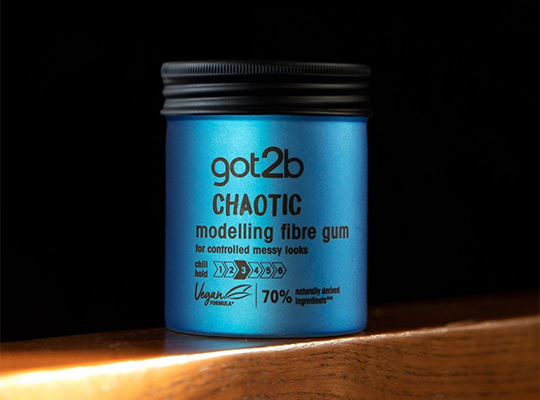 got2b
CHAOTIC
modelling fibre gum
for controlled messy looks
chill
hold
1 2 3 4 5 6
Vegan
FORMULA*
70% naturally derived
ingredients**